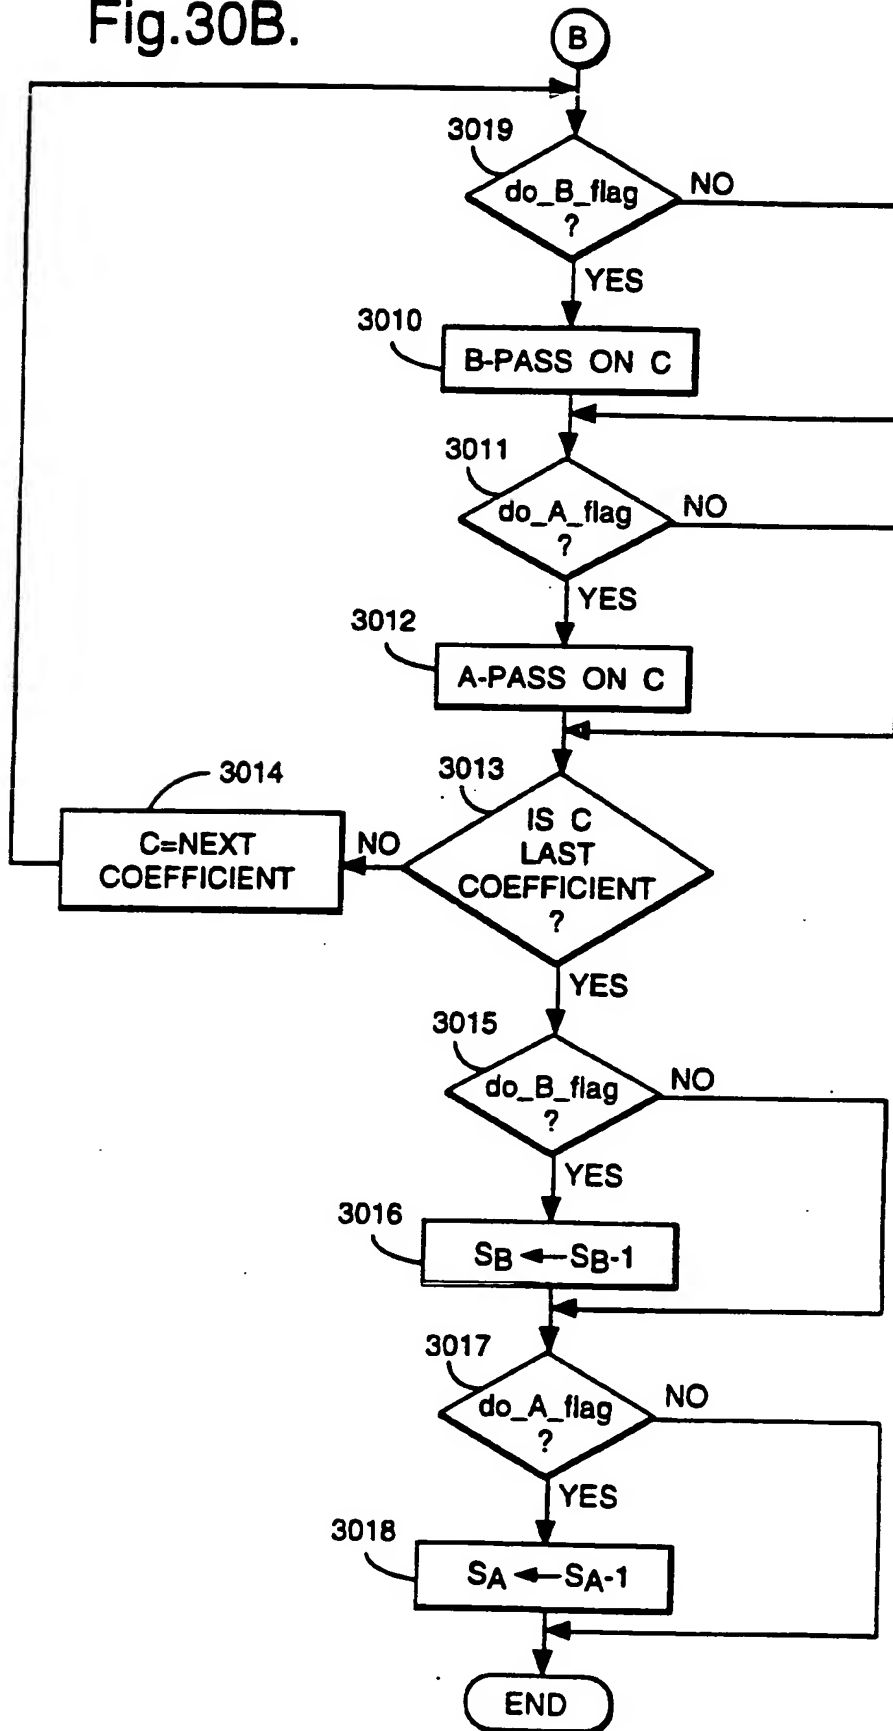 Fig.30B.
B
3019
do_B_flag
?
NO
YES
3010
B-PASS ON C
3011
do_A_flag
?
NO
YES
3012
A-PASS ON C
3014
C=NEXT
COEFFICIENT
NO
3013
IS C
LAST
COEFFICIENT
?
YES
3015
do_B_flag
?
NO
YES
3016
SB←SB-1
3017
do_A_flag
?
NO
YES
3018
SA←SA-1
END